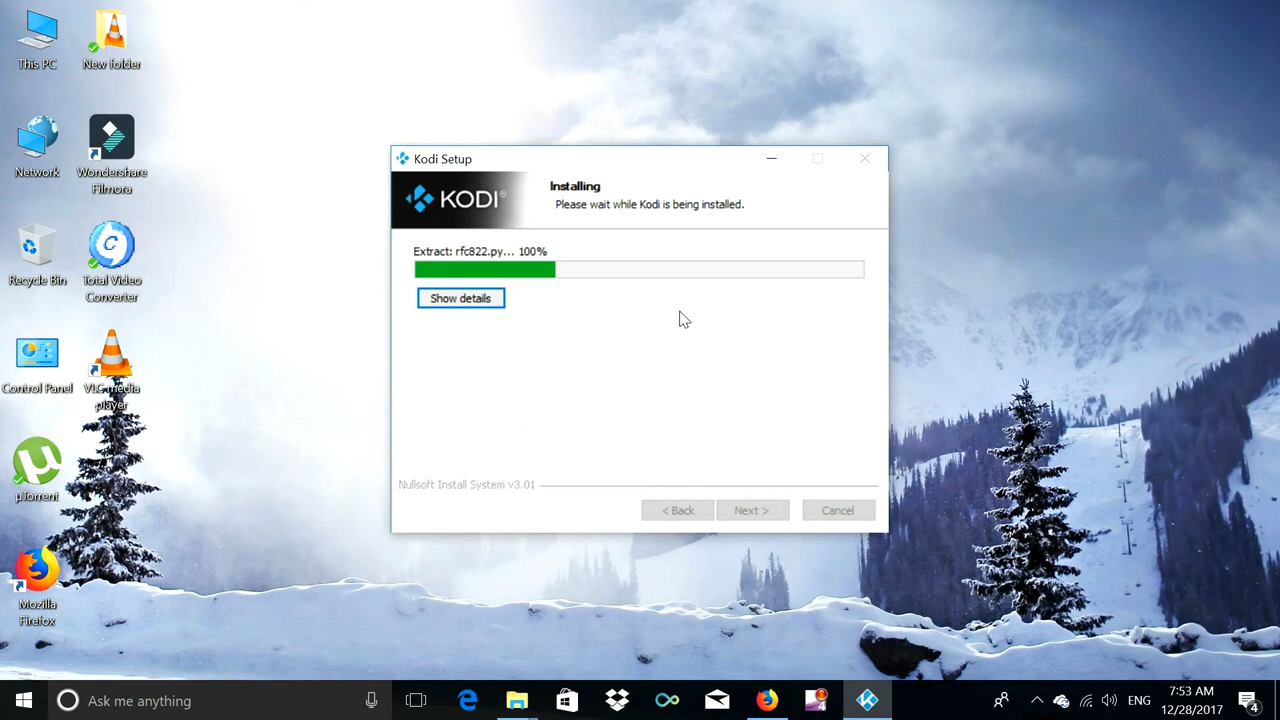 This PC
New folder
Network
Wondershare
Filmora
Recycle Bin
Total Video
Converter
Control Panel
VLC media
player
µTorrent
Mozilla
Firefox
Kodi Setup
KODI®
Installing
Please wait while Kodi is being installed.
Extract: rfc822.py... 100%
Show details
Nullsoft Install System v3.01
< Back
Next >
Cancel
Ask me anything
ENG
7:53 AM
12/28/2017
4